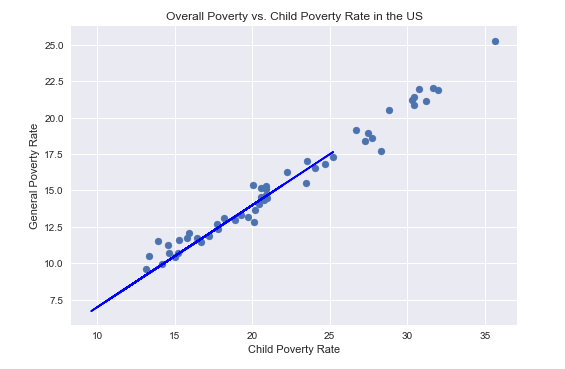 Overall Poverty vs. Child Poverty Rate in the US
General Poverty Rate
25.0
22.5
20.0
17.5
15.0
12.5
10.0
7.5
10 15 20 25 30 35
Child Poverty Rate